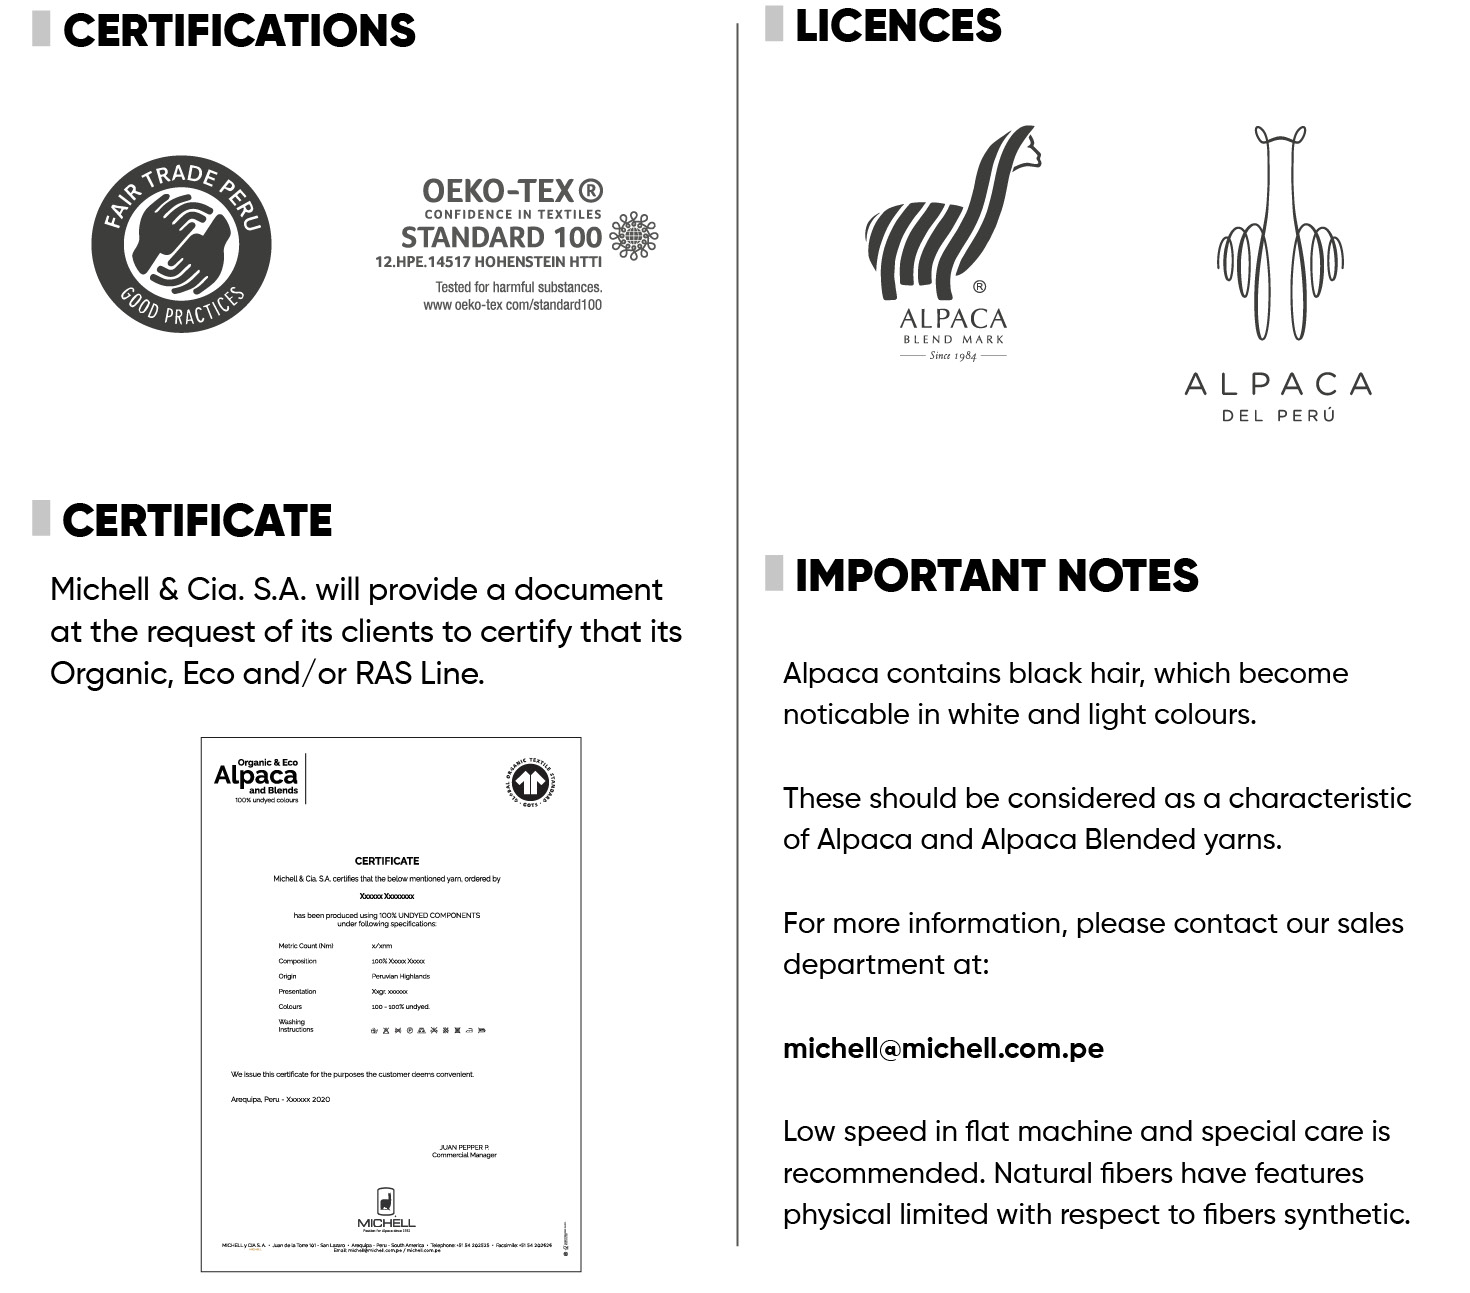 CERTIFICATIONS
FAIR TRADE PERU
GOOD PRACTICES
OEKO-TEX®
CONFIDENCE IN TEXTILES
STANDARD 100
12.HPE.14517 HOHENSTEIN HTTI
Tested for harmful substances.
www oeko-tex com/standard100
CERTIFICATE
Michell & Cia. S.A. will provide a document
at the request of its clients to certify that its
Organic, Eco and/or RAS Line.
Organic & Eco
Alpaca
and Blends
100% undyed colours
GLOBAL ORGANIC TEXTILE STANDARD · GOTS ·
CERTIFICATE
Michell & Cia. S.A. certifies that the below mentioned yarn, ordered by
Xxxxxx Xxxxxxxx
has been produced using 100% UNDYED COMPONENTS
under following specifications:
Metric Count (Nm) x/xnm
Composition 100% Xxxxx Xxxxx
Origin Peruvian Highlands
Presentation Xxgr. xxxxxx
Colours 100 - 100% undyed.
Washing
Instructions
We issue this certificate for the purposes the customer deems convenient.
Arequipa, Peru - Xxxxxx 2020
JUAN PEPPER P.
Commercial Manager
MICHELL
MICHELL y CIA S.A. • Juan de la Torre 101 - San Lazaro • Arequipa - Peru - South America • Telephone: +51 54 202525 • Facsimile: +51 54 202626
Email: michell@michell.com.pe / michell.com.pe
LICENCES
®
ALPACA
BLEND MARK
Since 1984
ALPACA
DEL PERÚ
IMPORTANT NOTES
Alpaca contains black hair, which become
noticable in white and light colours.
These should be considered as a characteristic
of Alpaca and Alpaca Blended yarns.
For more information, please contact our sales
department at:
michell@michell.com.pe
Low speed in flat machine and special care is
recommended. Natural fibers have features
physical limited with respect to fibers synthetic.